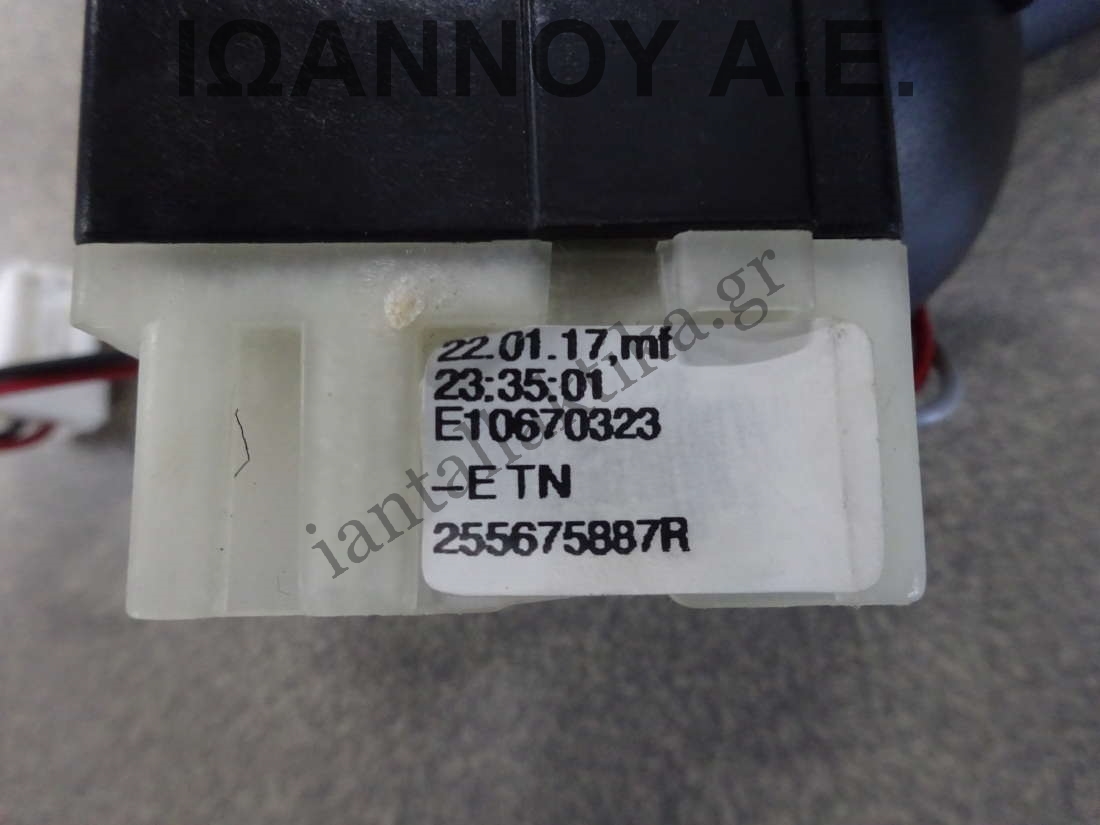 ΙΩΑΝΝΟΥ Α.Ε.
22.01.17,mf
23:35:01
E10670323
–ETN
255675887R
iantallaktika.gr